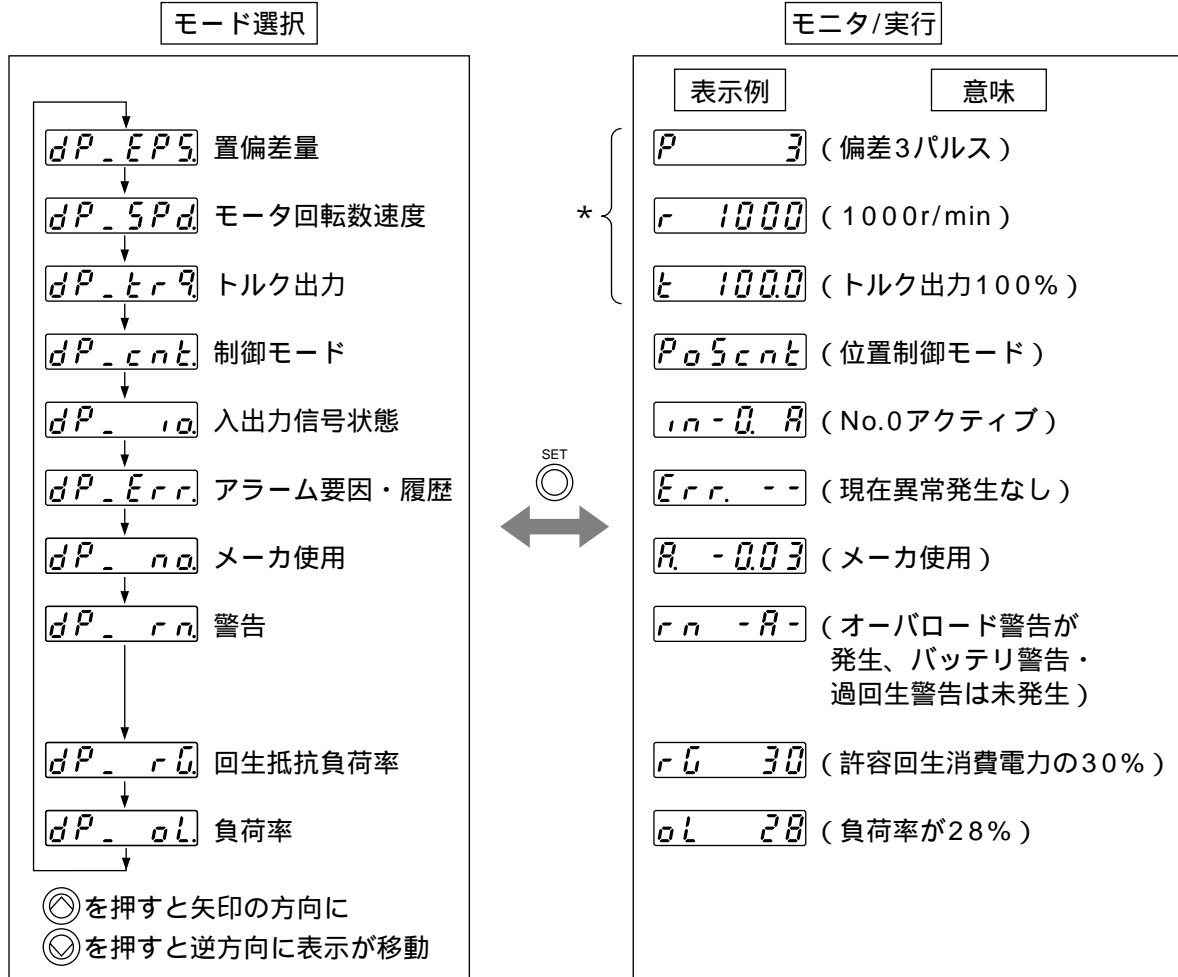 モード選択
モニタ/実行
表示例 意味
dP_EPS. 置偏差量
P 3 (偏差3パルス)
dP_SPd. モータ回転数速度
* r 1000 (1000r/min)
dP_trq. トルク出力
t 100.0 (トルク出力100%)
dP_cnt. 制御モード
PoScnt (位置制御モード)
dP_ io. 入出力信号状態
in-0. A (No.0アクティブ)
dP_Err. アラーム要因・履歴
SET
Err. -- (現在異常発生なし)
dP_ no. メーカ使用
A. -0.03 (メーカ使用)
dP_ rn. 警告
rn -A- (オーバロード警告が
発生、バッテリ警告・
過回生警告は未発生)
dP_ rG. 回生抵抗負荷率
rG 30 (許容回生消費電力の30%)
dP_ oL. 負荷率
oL 28 (負荷率が28%)
を押すと矢印の方向に
を押すと逆方向に表示が移動